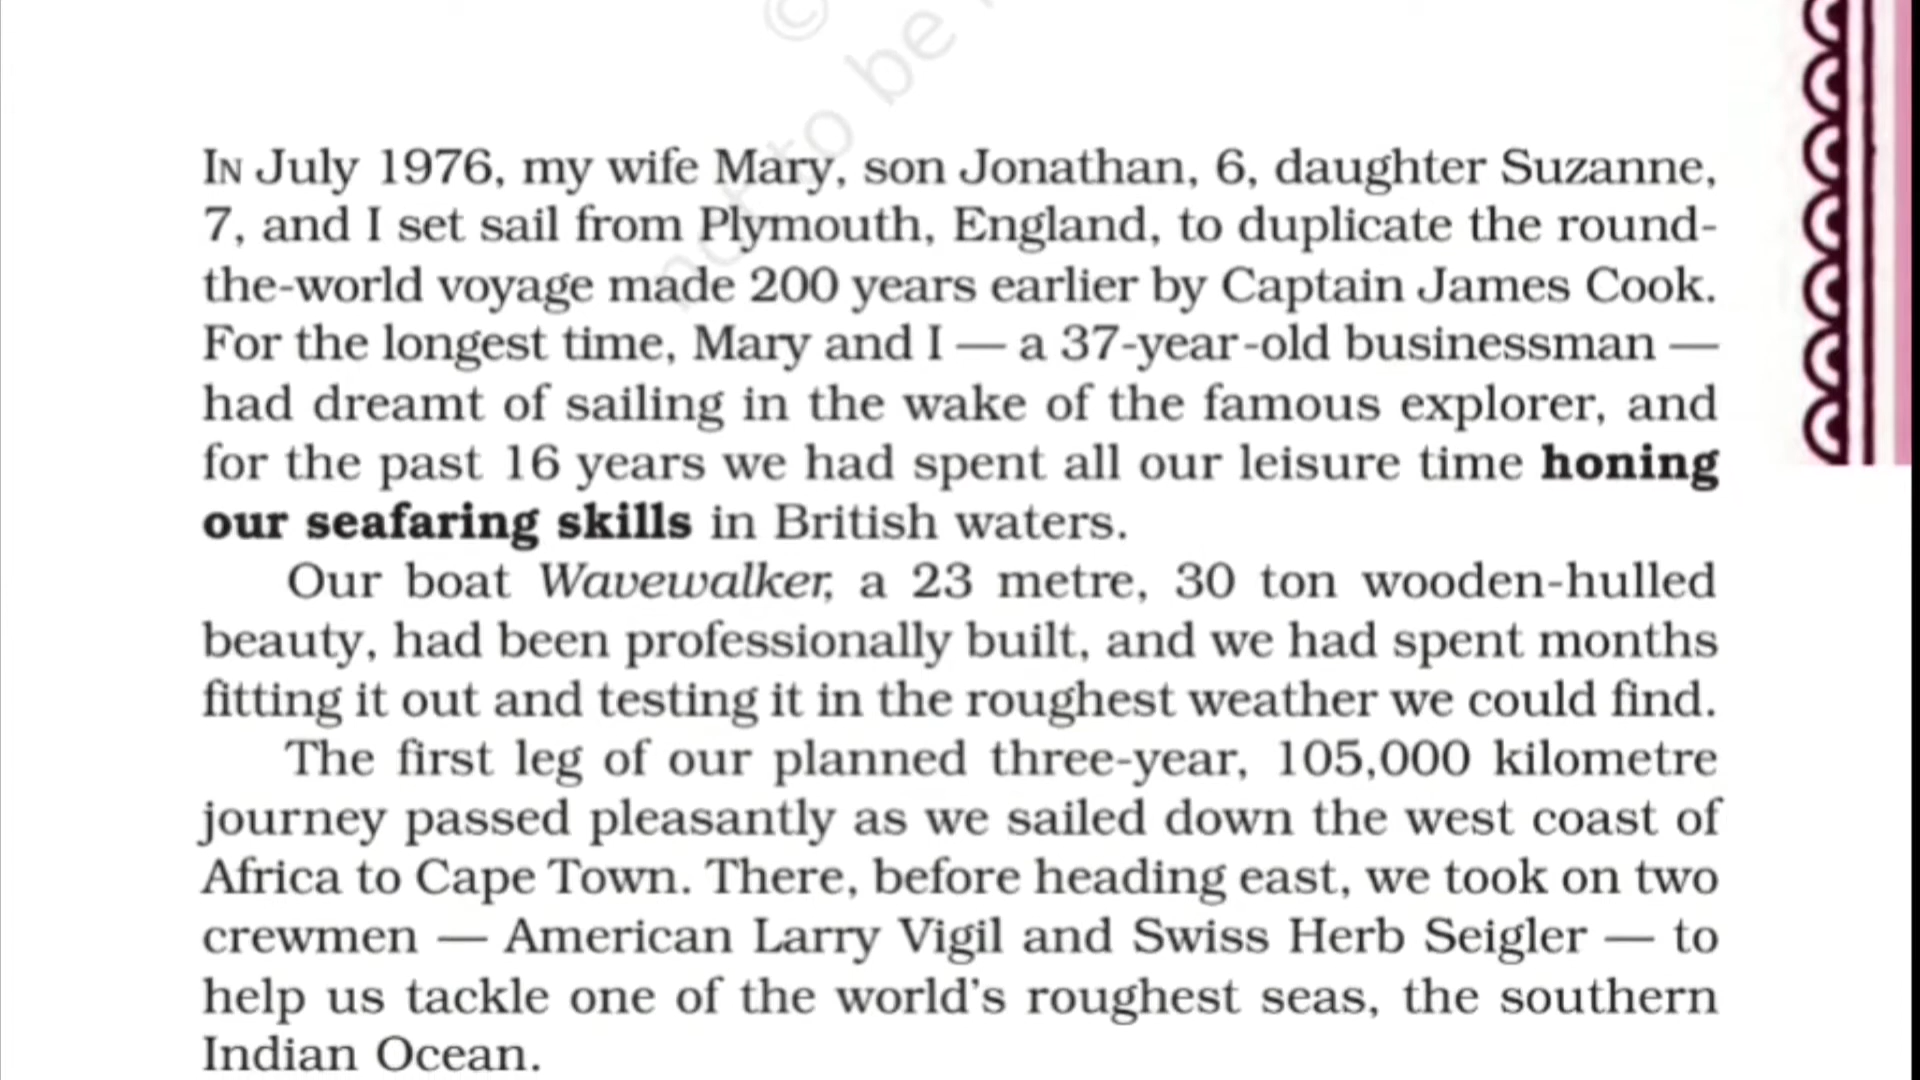 ©
not to be
IN July 1976, my wife Mary, son Jonathan, 6, daughter Suzanne,
7, and I set sail from Plymouth, England, to duplicate the round-
the-world voyage made 200 years earlier by Captain James Cook.
For the longest time, Mary and I — a 37-year-old businessman —
had dreamt of sailing in the wake of the famous explorer, and
for the past 16 years we had spent all our leisure time honing
our seafaring skills in British waters.
Our boat Wavewalker, a 23 metre, 30 ton wooden-hulled
beauty, had been professionally built, and we had spent months
fitting it out and testing it in the roughest weather we could find.
The first leg of our planned three-year, 105,000 kilometre
journey passed pleasantly as we sailed down the west coast of
Africa to Cape Town. There, before heading east, we took on two
crewmen — American Larry Vigil and Swiss Herb Seigler — to
help us tackle one of the world's roughest seas, the southern
Indian Ocean.